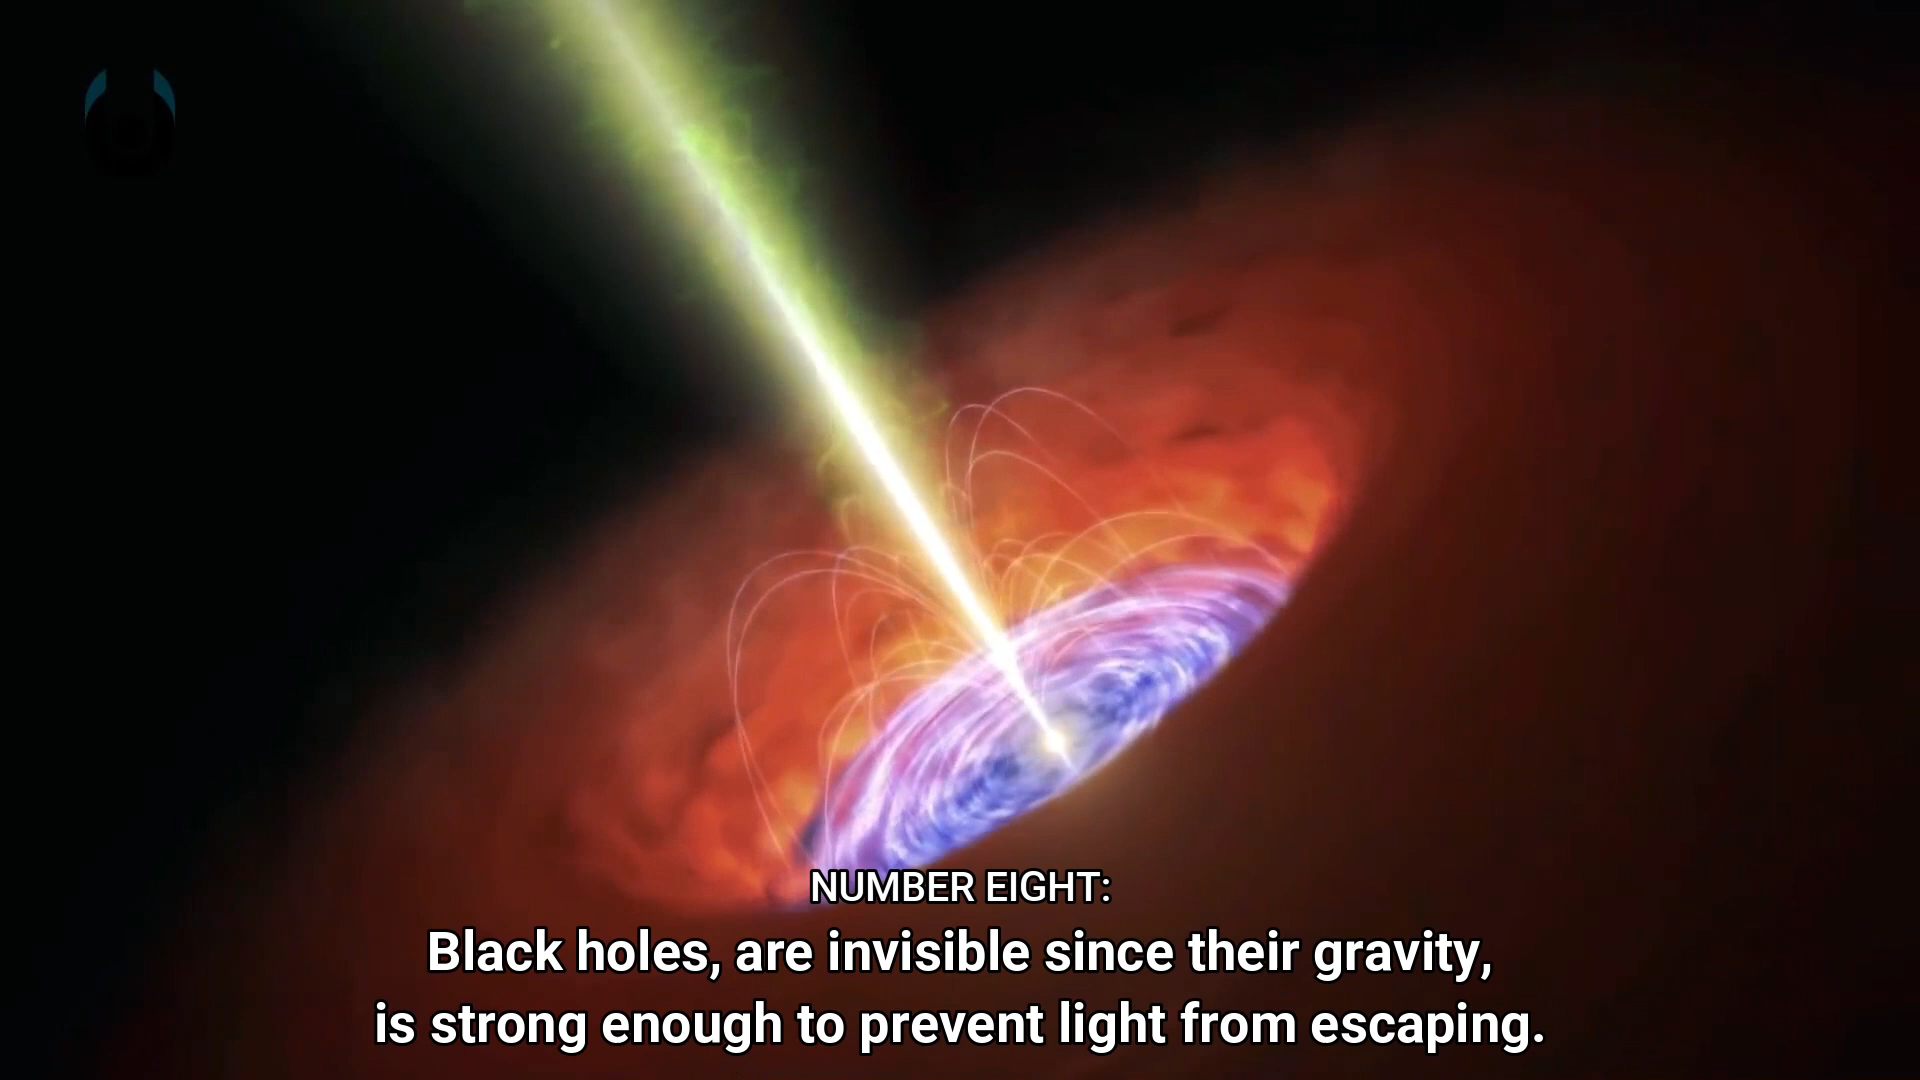 NUMBER EIGHT:
Black holes, are invisible since their gravity,
is strong enough to prevent light from escaping.